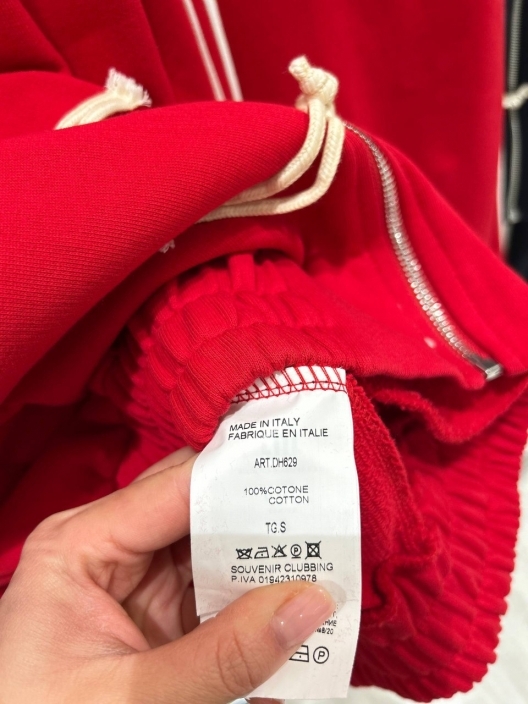 MADE IN ITALY
FABRIQUE EN ITALIE
ART.DH629
100%COTONE
COTTON
TG.S
SOUVENIR CLUBBING
P.IVA 01942310978